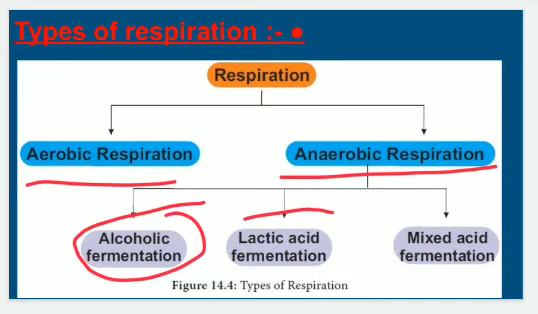 Types of respiration :- ●
Respiration
Aerobic Respiration Anaerobic Respiration
Alcoholic Lactic acid Mixed acid
fermentation fermentation fermentation
Figure 14.4: Types of Respiration